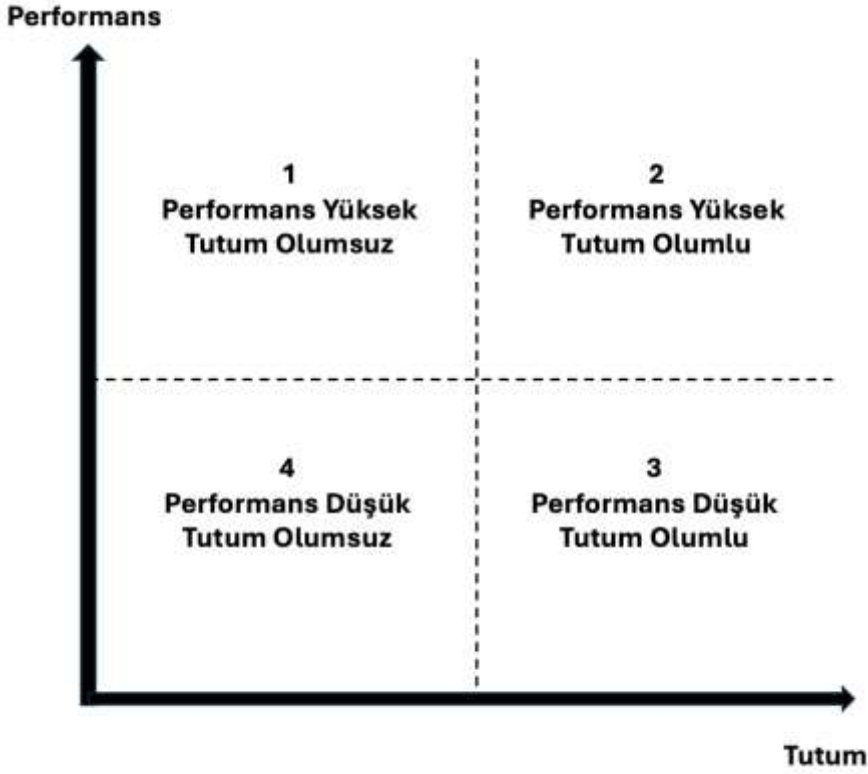 Performans
1
Performans Yüksek
Tutum Olumsuz
2
Performans Yüksek
Tutum Olumlu
4
Performans Düşük
Tutum Olumsuz
3
Performans Düşük
Tutum Olumlu
Tutum